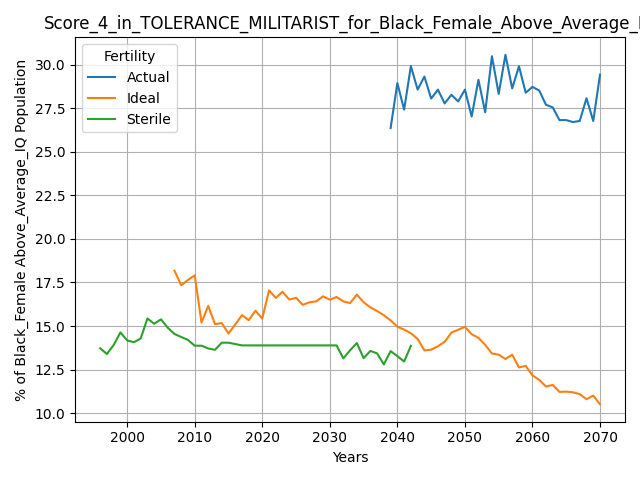 Score_4_in_TOLERANCE_MILITARIST_for_Black_Female_Above_Average_I
Fertility
Actual
Ideal
Sterile
% of Black_Female Above_Average_IQ Population
30.0
27.5
25.0
22.5
20.0
17.5
15.0
12.5
10.0
2000 2010 2020 2030 2040 2050 2060 2070
Years